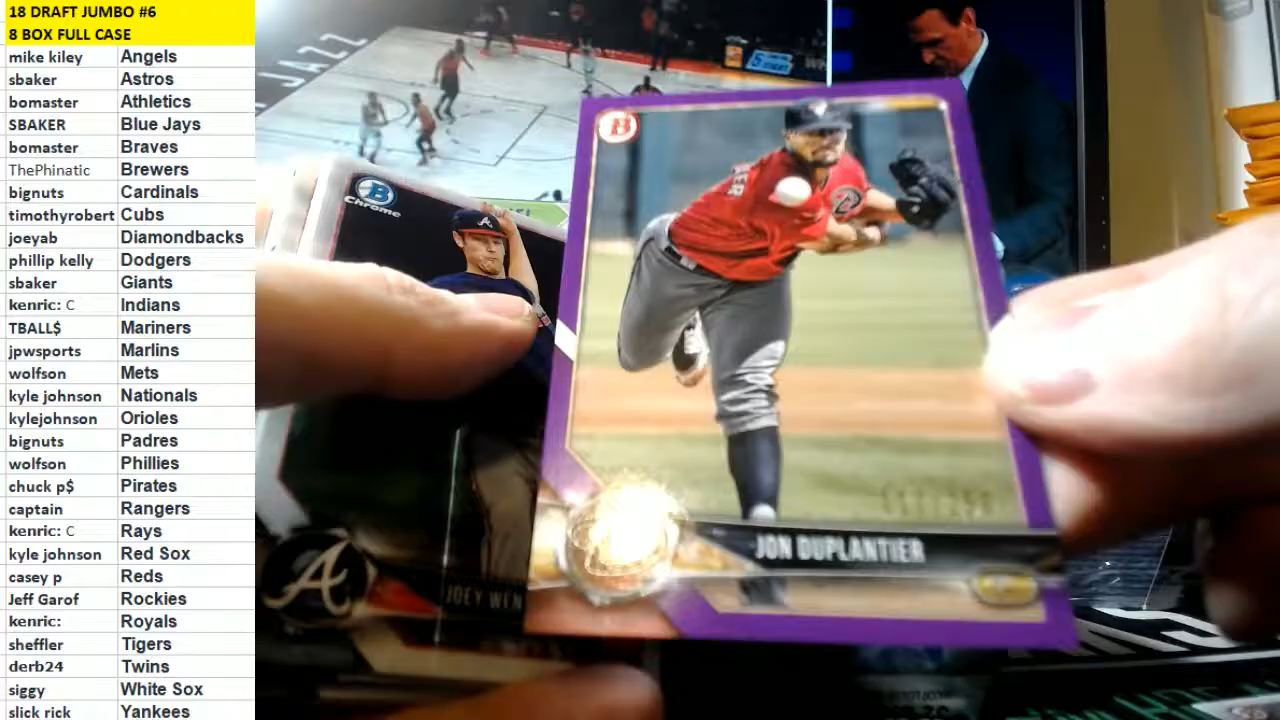 18 DRAFT JUMBO #6
8 BOX FULL CASE
mike kiley Angels
sbaker Astros
bomaster Athletics
SBAKER Blue Jays
bomaster Braves
ThePhinatic Brewers
bignuts Cardinals
timothyrobert Cubs
joeyab Diamondbacks
phillip kelly Dodgers
sbaker Giants
kenric: C Indians
TBALL$ Mariners
jpwsports Marlins
wolfson Mets
kyle johnson Nationals
kylejohnson Orioles
bignuts Padres
wolfson Phillies
chuck p$ Pirates
captain Rangers
kenric: C Rays
kyle johnson Red Sox
casey p Reds
Jeff Garof Rockies
kenric: Royals
sheffler Tigers
derb24 Twins
siggy White Sox
slick rick Yankees
JAZZ
B
B
Chrome
A
JON DUPLANTIER
A
JOEY WEN